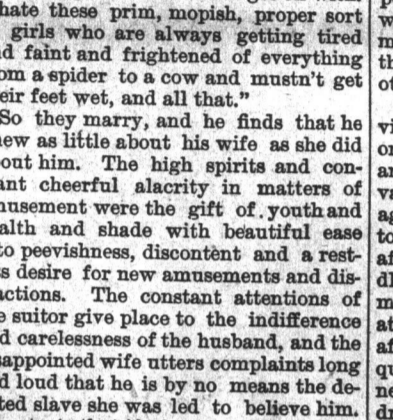 hate these prim, mopish, proper sort
girls who are always getting tired
d faint and frightened of everything
om a spider to a cow and mustn't get
eir feet wet, and all that."
So they marry, and he finds that he
ew as little about his wife as she did
out him. The high spirits and con-
ant cheerful alacrity in matters of
usement were the gift of.youth and
alth and shade with beautiful ease
to peevishness, discontent and a rest-
s desire for new amusements and dis-
actions. The constant attentions of
e suitor give place to the indifference
d carelessness of the husband, and the
sappointed wife utters complaints long
d loud that he is by no means the de-
ted slave she was led to believe him.